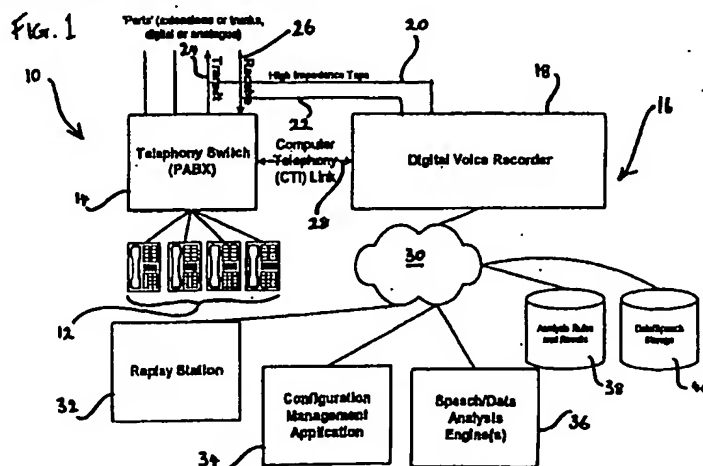 Fig. 1
'Ports' (extensions or trunks,
digital or analogue)
26
20
24
Transmit
Receive
High Impedance Taps
18
22
16
10
Telephony Switch
(PABX)
Computer
Telephony
(CTI) Link
Digital Voice Recorder
14
28
30
12
Replay Station
Analysis Rules
and Results
Data/Speech
Storage
32
38
40
Configuration
Management
Application
Speech/Data
Analysis
Engine(s)
36
34